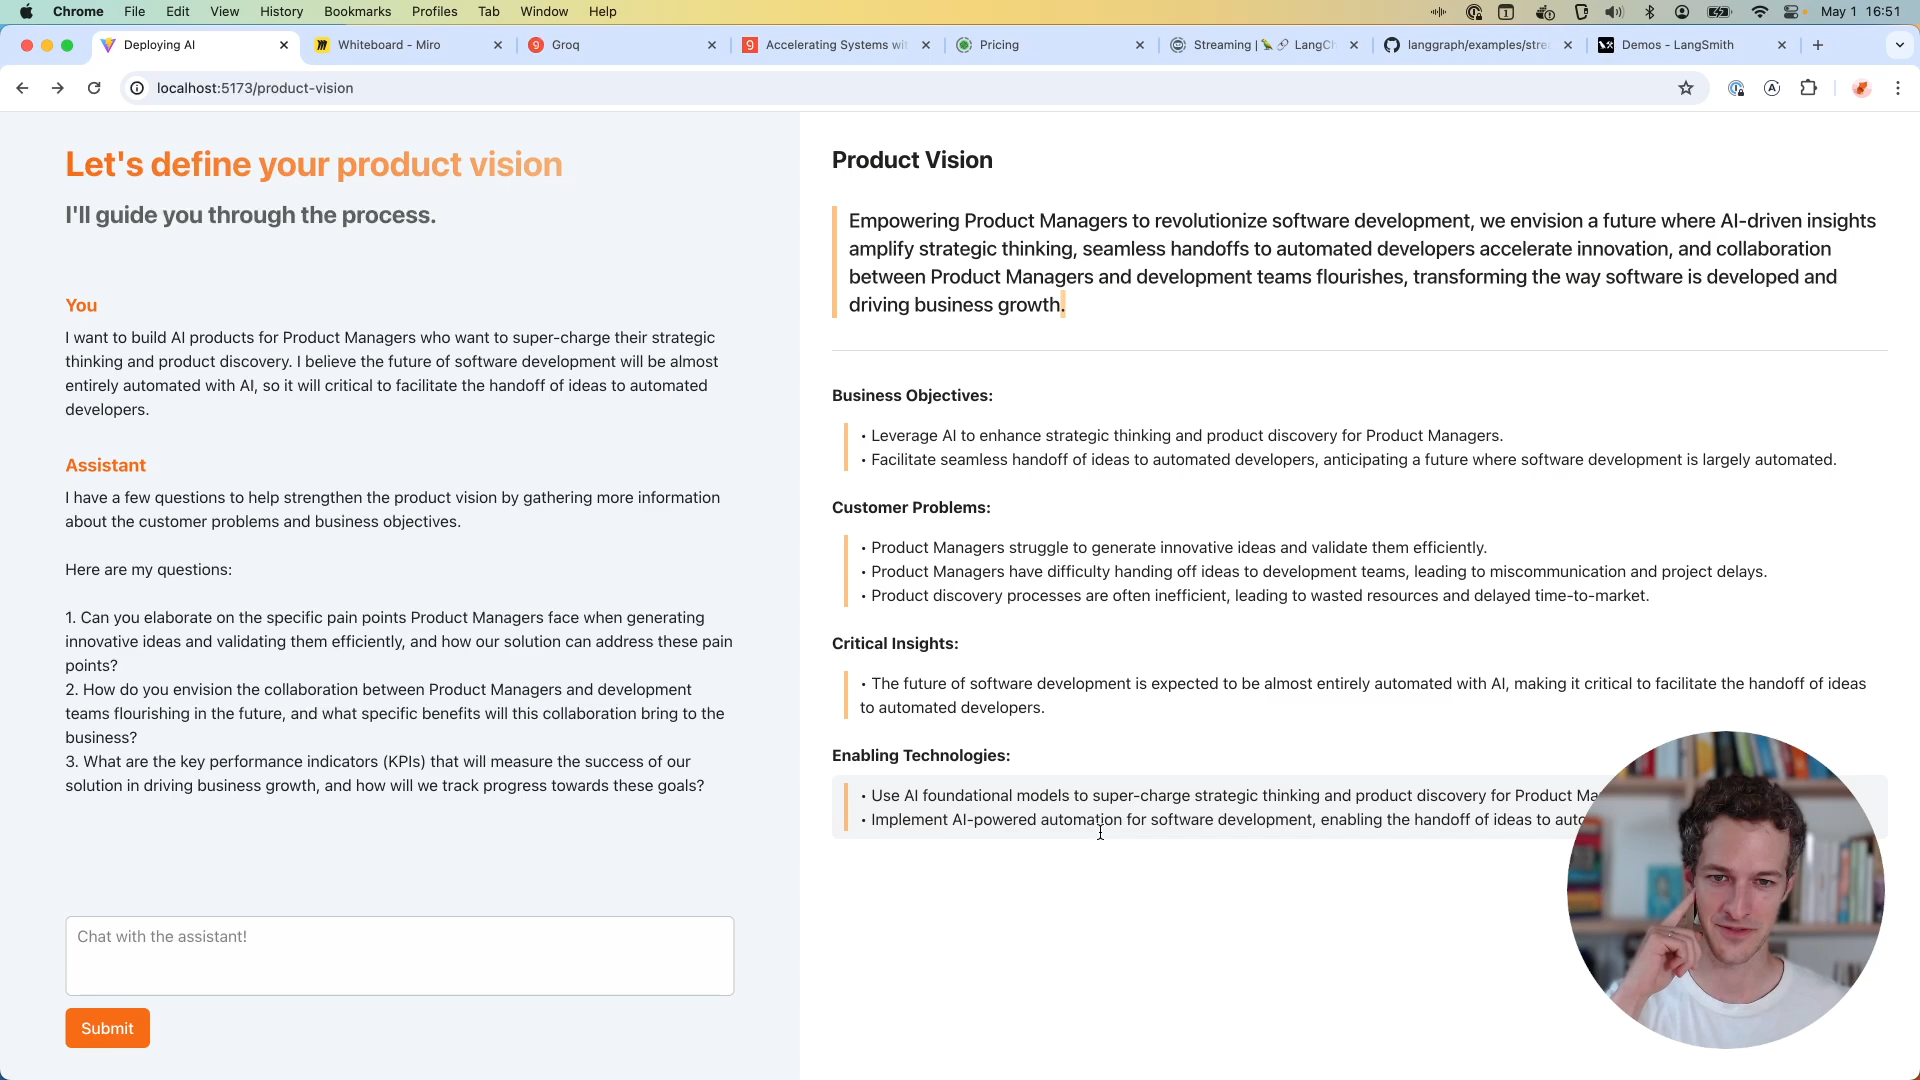 Chrome File Edit View History Bookmarks Profiles Tab Window Help May 1 16:51
Deploying AI Whiteboard - Miro Groq Accelerating Systems wit Pricing Streaming | LangCh langgraph/examples/stre Demos - LangSmith
localhost:5173/product-vision
Let's define your product vision
I'll guide you through the process.
You
I want to build AI products for Product Managers who want to super-charge their strategic
thinking and product discovery. I believe the future of software development will be almost
entirely automated with AI, so it will critical to facilitate the handoff of ideas to automated
developers.
Assistant
I have a few questions to help strengthen the product vision by gathering more information
about the customer problems and business objectives.
Here are my questions:
1. Can you elaborate on the specific pain points Product Managers face when generating
innovative ideas and validating them efficiently, and how our solution can address these pain
points?
2. How do you envision the collaboration between Product Managers and development
teams flourishing in the future, and what specific benefits will this collaboration bring to the
business?
3. What are the key performance indicators (KPIs) that will measure the success of our
solution in driving business growth, and how will we track progress towards these goals?
Chat with the assistant!
Submit
Product Vision
Empowering Product Managers to revolutionize software development, we envision a future where AI-driven insights
amplify strategic thinking, seamless handoffs to automated developers accelerate innovation, and collaboration
between Product Managers and development teams flourishes, transforming the way software is developed and
driving business growth.
Business Objectives:
• Leverage AI to enhance strategic thinking and product discovery for Product Managers.
• Facilitate seamless handoff of ideas to automated developers, anticipating a future where software development is largely automated.
Customer Problems:
• Product Managers struggle to generate innovative ideas and validate them efficiently.
• Product Managers have difficulty handing off ideas to development teams, leading to miscommunication and project delays.
• Product discovery processes are often inefficient, leading to wasted resources and delayed time-to-market.
Critical Insights:
• The future of software development is expected to be almost entirely automated with AI, making it critical to facilitate the handoff of ideas
to automated developers.
Enabling Technologies:
• Use AI foundational models to super-charge strategic thinking and product discovery for Product Ma
• Implement AI-powered automation for software development, enabling the handoff of ideas to auto